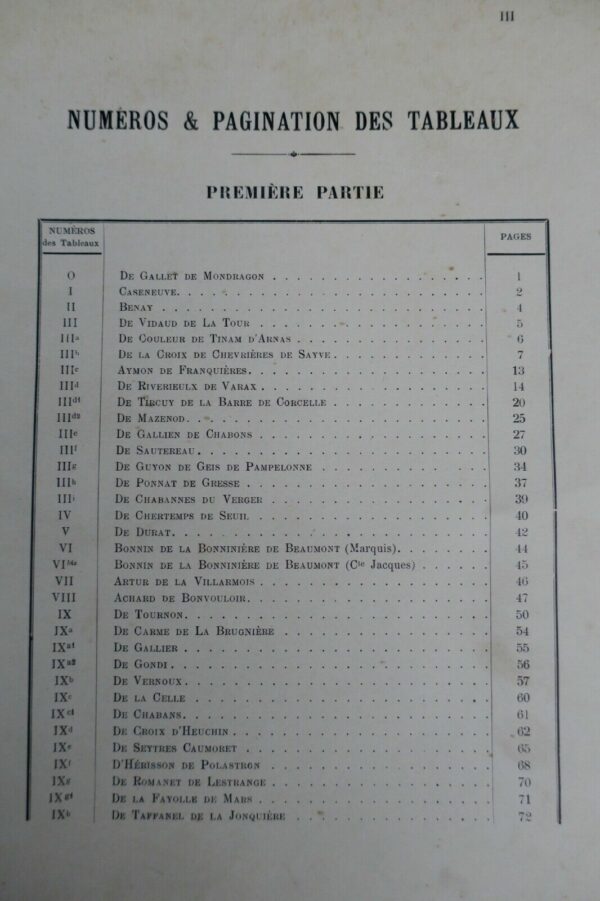 III
NUMÉROS & PAGINATION DES TABLEAUX
PREMIÈRE PARTIE
NUMÉROS des Tableaux PAGES
O De Gallet de Mondragon 1
I Caseneuve 2
II Benay 4
III De Vidaud de La Tour 5
IIIa De Couleur de Tinam d'Arnas 6
IIIb De la Croix de Chevrières de Sayve 7
IIIc Aymon de Franquières 13
IIId De Riverieulx de Varax 14
IIId1 De Tircuy de la Barre de Corcelle 20
IIId2 De Mazenod 25
IIIe De Gallien de Chabons 27
IIIf De Sautereau 30
IIIg De Guyon de Geis de Pampelonne 34
IIIh De Ponnat de Gresse 37
IIIi De Chabannes du Verger 39
IV De Chertemps de Seuil 40
V De Durat 42
VI Bonnin de la Bonninière de Beaumont (Marquis) 44
VIbis Bonnin de la Bonninière de Beaumont (Cte Jacques) 45
VII Artur de la Villarmois 46
VIII Achard de Bonvouloir 47
IX De Tournon 50
IXa De Carme de La Brugnière 54
IXa1 De Gallier 55
IXa2 De Gondi 56
IXb De Vernoux 57
IXc De la Celle 60
IXc1 De Chabans 61
IXd De Croix d'Heuchin 62
IXe De Seytres Caumoret 65
IXf D'Hérisson de Polastron 68
IXg De Romanet de Lestrange 70
IXg1 De la Fayolle de Mars 71
IXh De Taffanel de la Jonquière 72